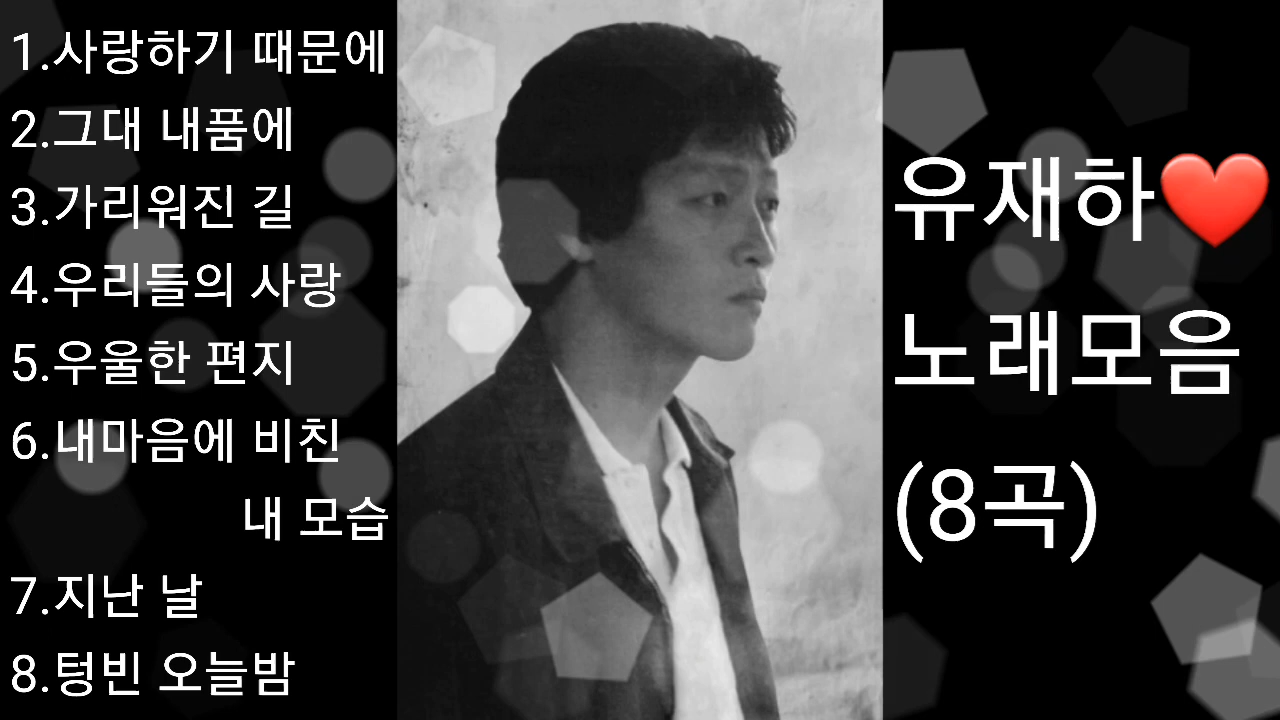 1.사랑하기 때문에
2.그대 내품에
3.가리워진 길
4.우리들의 사랑
5.우울한 편지
6.내마음에 비친
내 모습
7.지난 날
8.텅빈 오늘밤
유재하❤️
노래모음
(8곡)